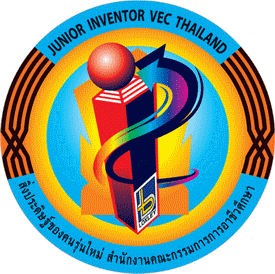 JUNIOR INVENTOR VEC THAILAND
สิ่งประดิษฐ์ของคนรุ่นใหม่ สำนักงานคณะกรรมการการอาชีวศึกษา